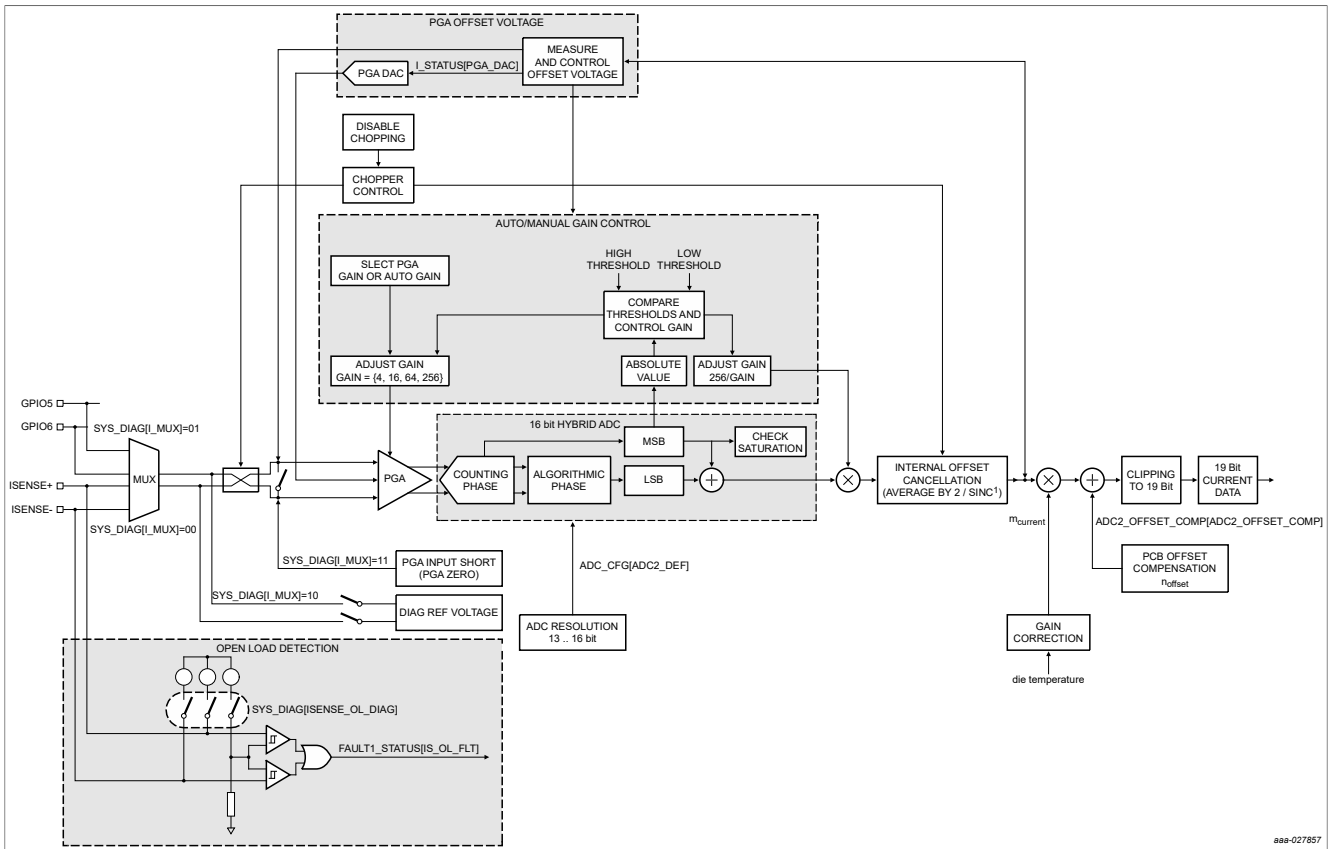 PGA OFFSET VOLTAGE
MEASURE
AND CONTROL
OFFSET VOLTAGE
I_STATUS[PGA_DAC]
PGA DAC
DISABLE
CHOPPING
CHOPPER
CONTROL
AUTO/MANUAL GAIN CONTROL
SLECT PGA
GAIN OR AUTO GAIN
HIGH
THRESHOLD
LOW
THRESHOLD
COMPARE
THRESHOLDS AND
CONTROL GAIN
ADJUST GAIN
GAIN = {4, 16, 64, 256}
ABSOLUTE
VALUE
ADJUST GAIN
256/GAIN
GPIO5
GPIO6
SYS_DIAG[I_MUX]=01
ISENSE+
ISENSE-
MUX
SYS_DIAG[I_MUX]=00
PGA
16 bit HYBRID ADC
COUNTING
PHASE
ALGORITHMIC
PHASE
MSB
LSB
CHECK
SATURATION
INTERNAL OFFSET
CANCELLATION
(AVERAGE BY 2 / SINC¹)
CLIPPING
TO 19 Bit
19 Bit
CURRENT
DATA
mcurrent
ADC2_OFFSET_COMP[ADC2_OFFSET_COMP]
PCB OFFSET
COMPENSATION
noffset
SYS_DIAG[I_MUX]=11
PGA INPUT SHORT
(PGA ZERO)
ADC_CFG[ADC2_DEF]
SYS_DIAG[I_MUX]=10
DIAG REF VOLTAGE
ADC RESOLUTION
13 .. 16 bit
GAIN
CORRECTION
die temperature
OPEN LOAD DETECTION
SYS_DIAG[ISENSE_OL_DIAG]
FAULT1_STATUS[IS_OL_FLT]
aaa-027857